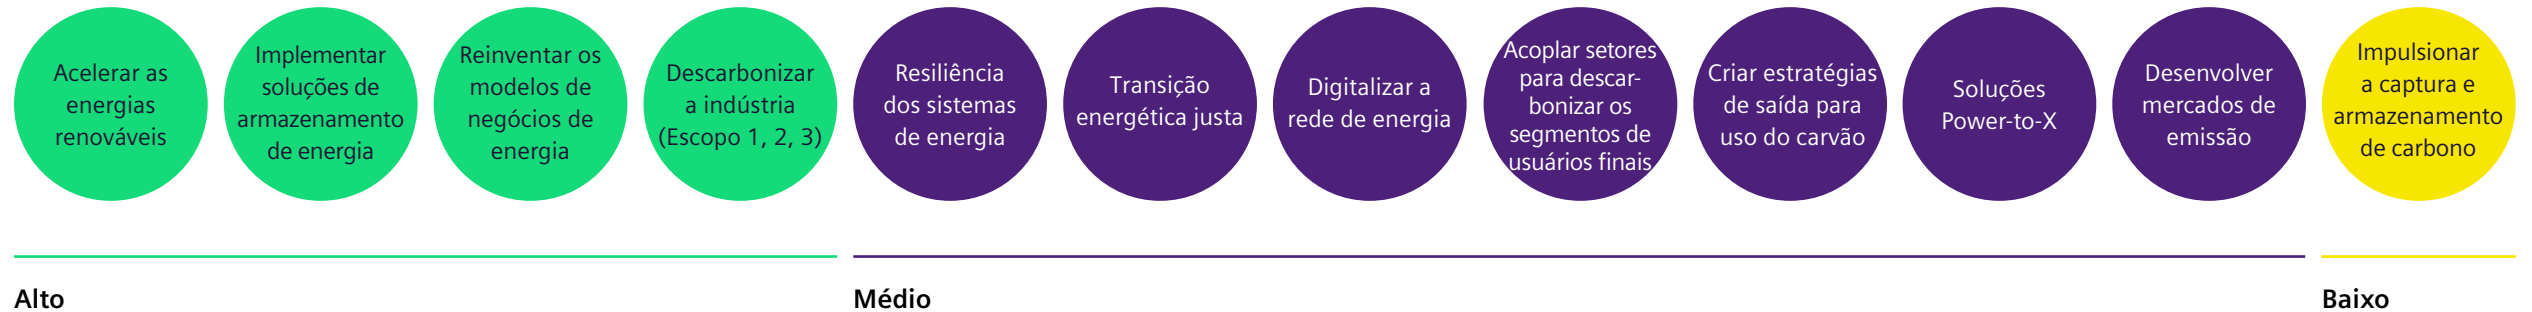 Acelerar as
energias
renováveis
Implementar
soluções de
armazenamento
de energia
Reinventar os
modelos de
negócios de
energia
Descarbonizar
a indústria
(Escopo 1, 2, 3)
Resiliência
dos sistemas
de energia
Transição
energética justa
Digitalizar a
rede de energia
Acoplar setores
para descar-
bonizar os
segmentos de
usuários finais
Criar estratégias
de saída para
uso do carvão
Soluções
Power-to-X
Desenvolver
mercados de
emissão
Impulsionar
a captura e
armazenamento
de carbono
Alto
Médio
Baixo